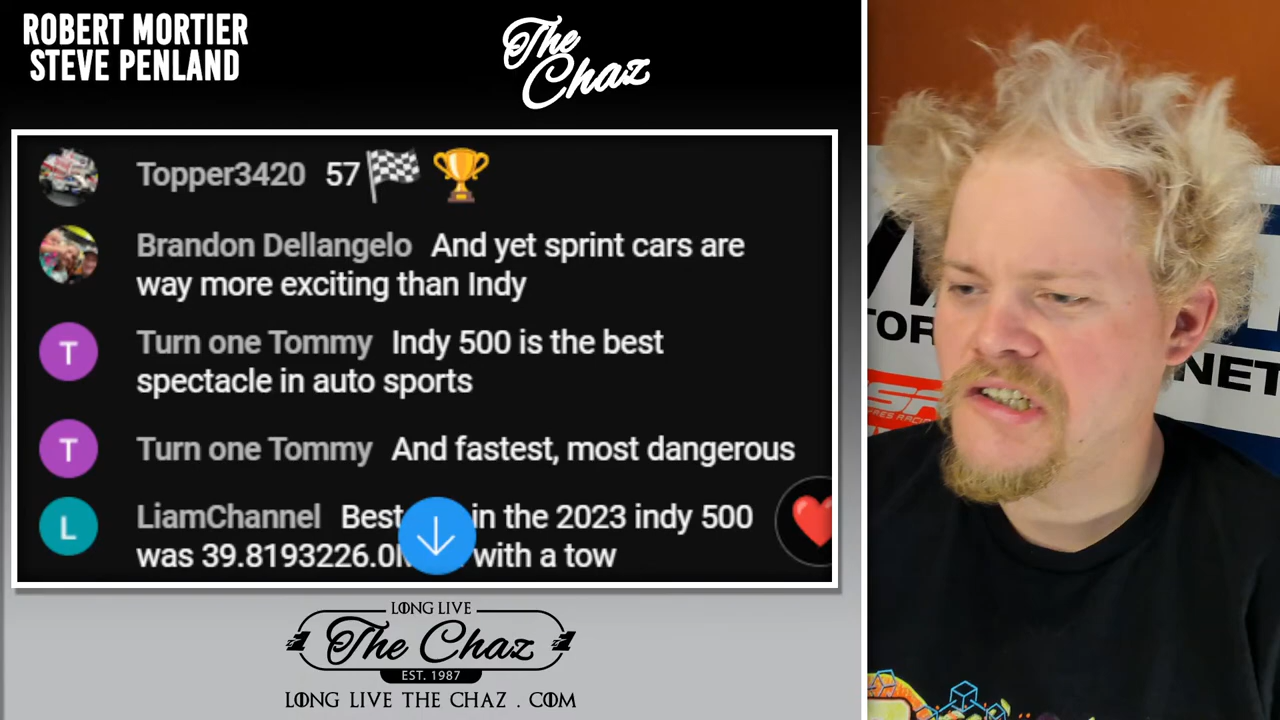 ROBERT MORTIER
STEVE PENLAND
The
Chaz
Topper3420 57🏁 🏆
Brandon Dellangelo And yet sprint cars are
way more exciting than Indy
T Turn one Tommy Indy 500 is the best
spectacle in auto sports
T Turn one Tommy And fastest, most dangerous
L LiamChannel Best in the 2023 indy 500
was 39.8193226.0 with a tow
LONG LIVE
The Chaz
EST. 1987
LONG LIVE THE CHAZ . COM
NET